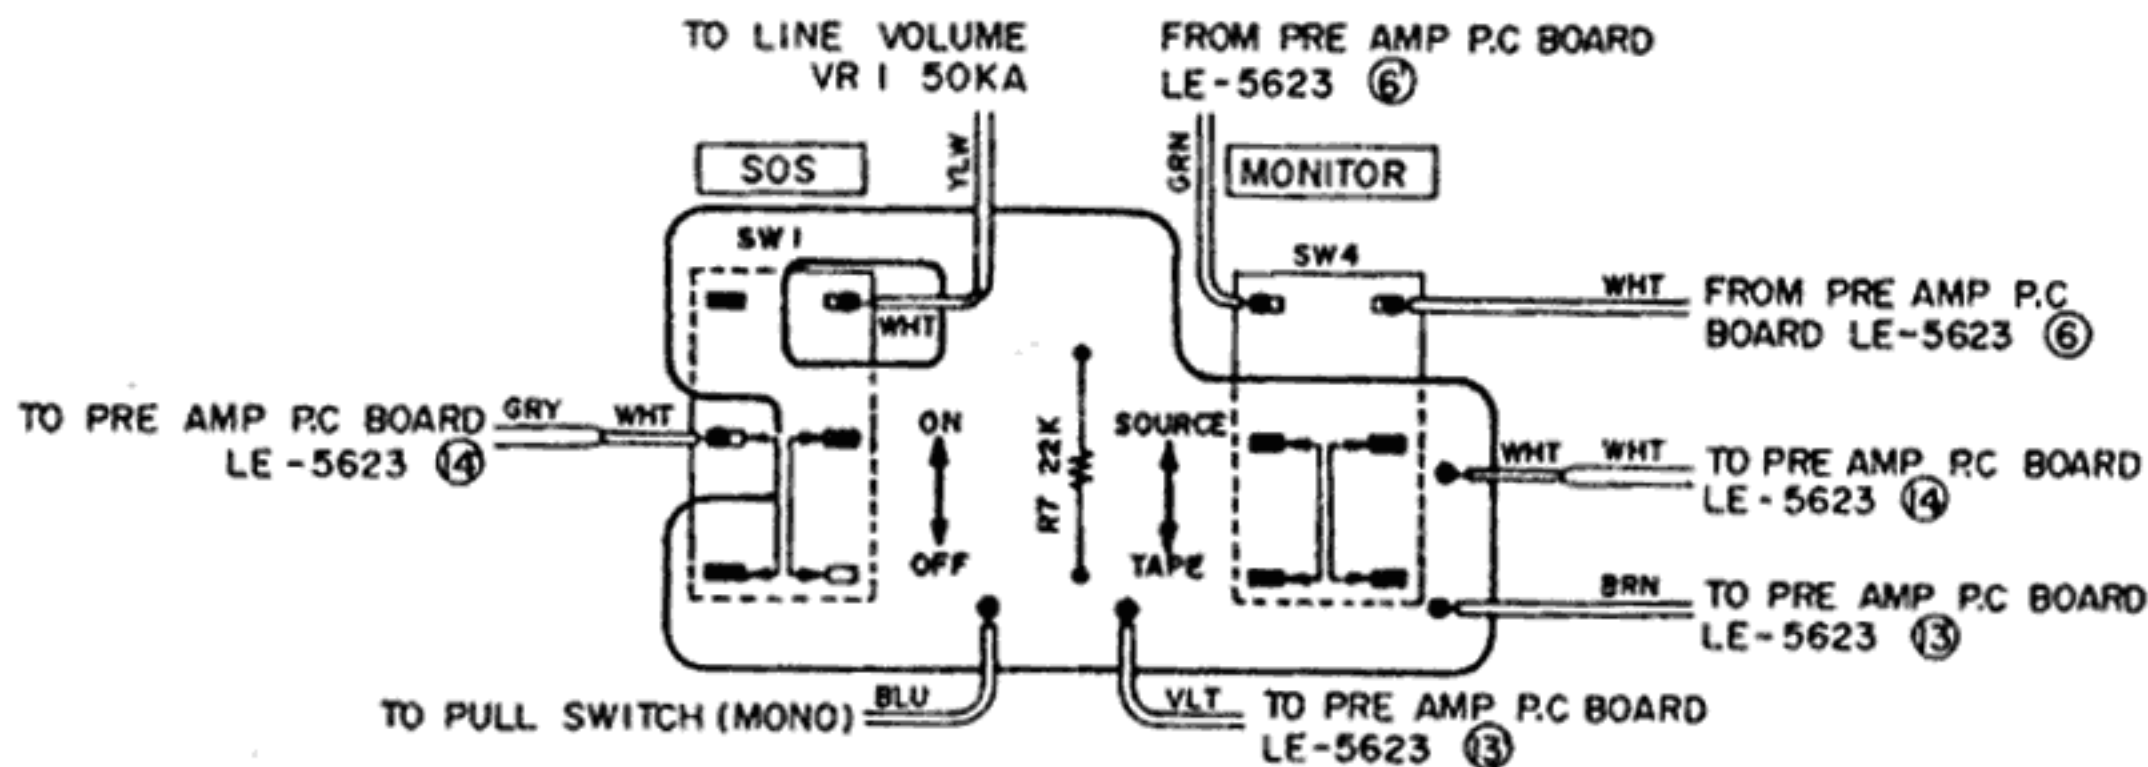 TO LINE VOLUME
VR 1 50KA
FROM PRE AMP P.C BOARD
LE-5623 6'
YLW
GRN
SOS
MONITOR
SW1
SW4
WHT
WHT
FROM PRE AMP P.C
BOARD LE-5623 6
TO PRE AMP P.C BOARD
LE-5623 14
GRY
WHT
ON
OFF
R7 22K
SOURCE
TAPE
WHT
WHT
TO PRE AMP P.C BOARD
LE-5623 14
BRN
TO PRE AMP P.C BOARD
LE-5623 13
TO PULL SWITCH (MONO)
BLU
VLT
TO PRE AMP P.C BOARD
LE-5623 13